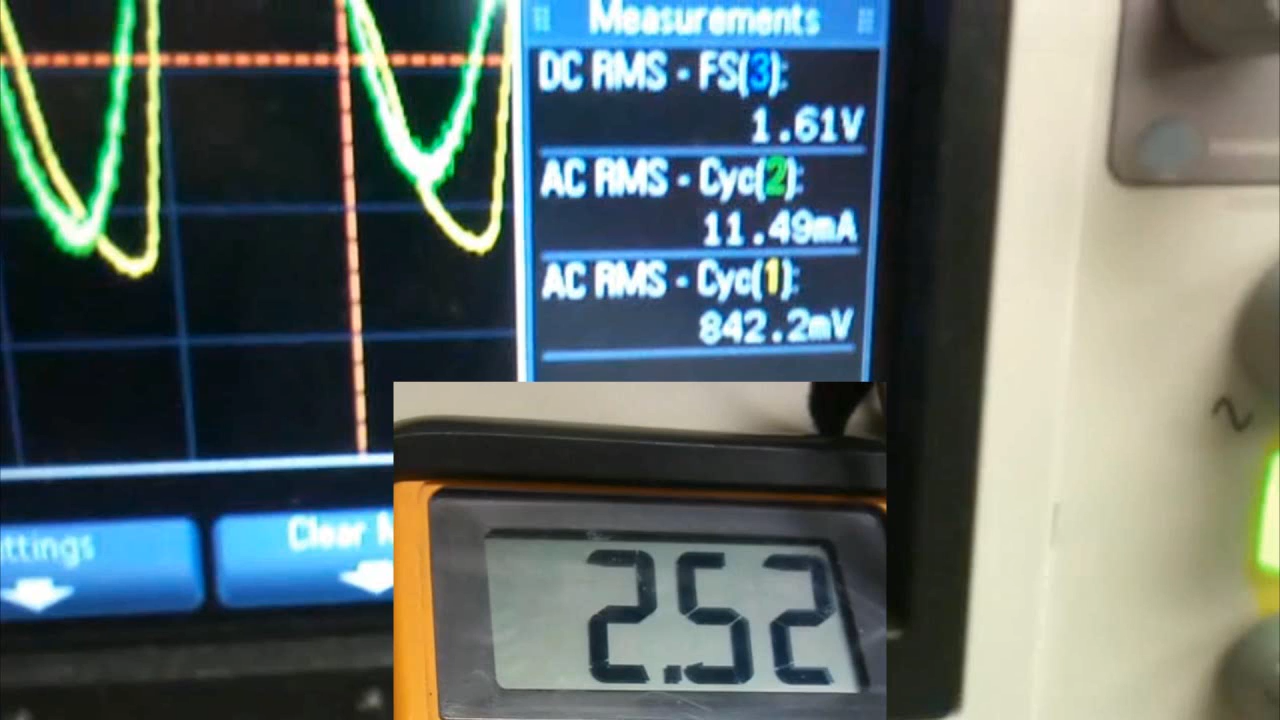 Measurements
DC RMS - FS(3):
1.61V
AC RMS - Cyc(2):
11.49mA
AC RMS - Cyc(1):
842.2mV
ttings
Clear M
2.52